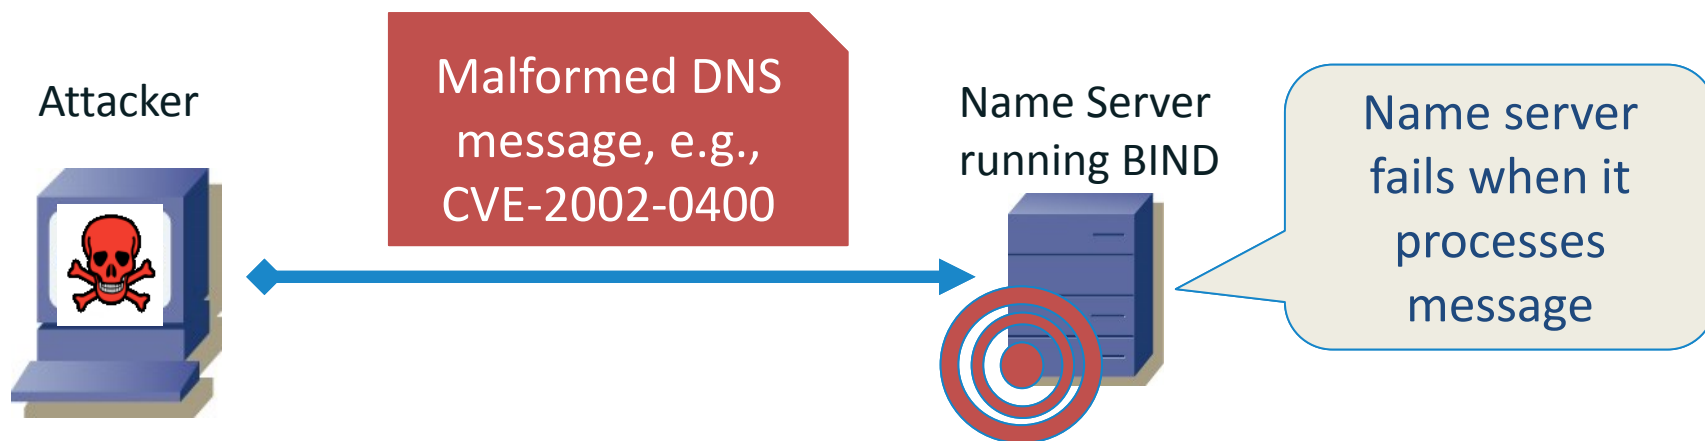 Attacker
Malformed DNS
message, e.g.,
CVE-2002-0400
Name Server
running BIND
Name server
fails when it
processes
message